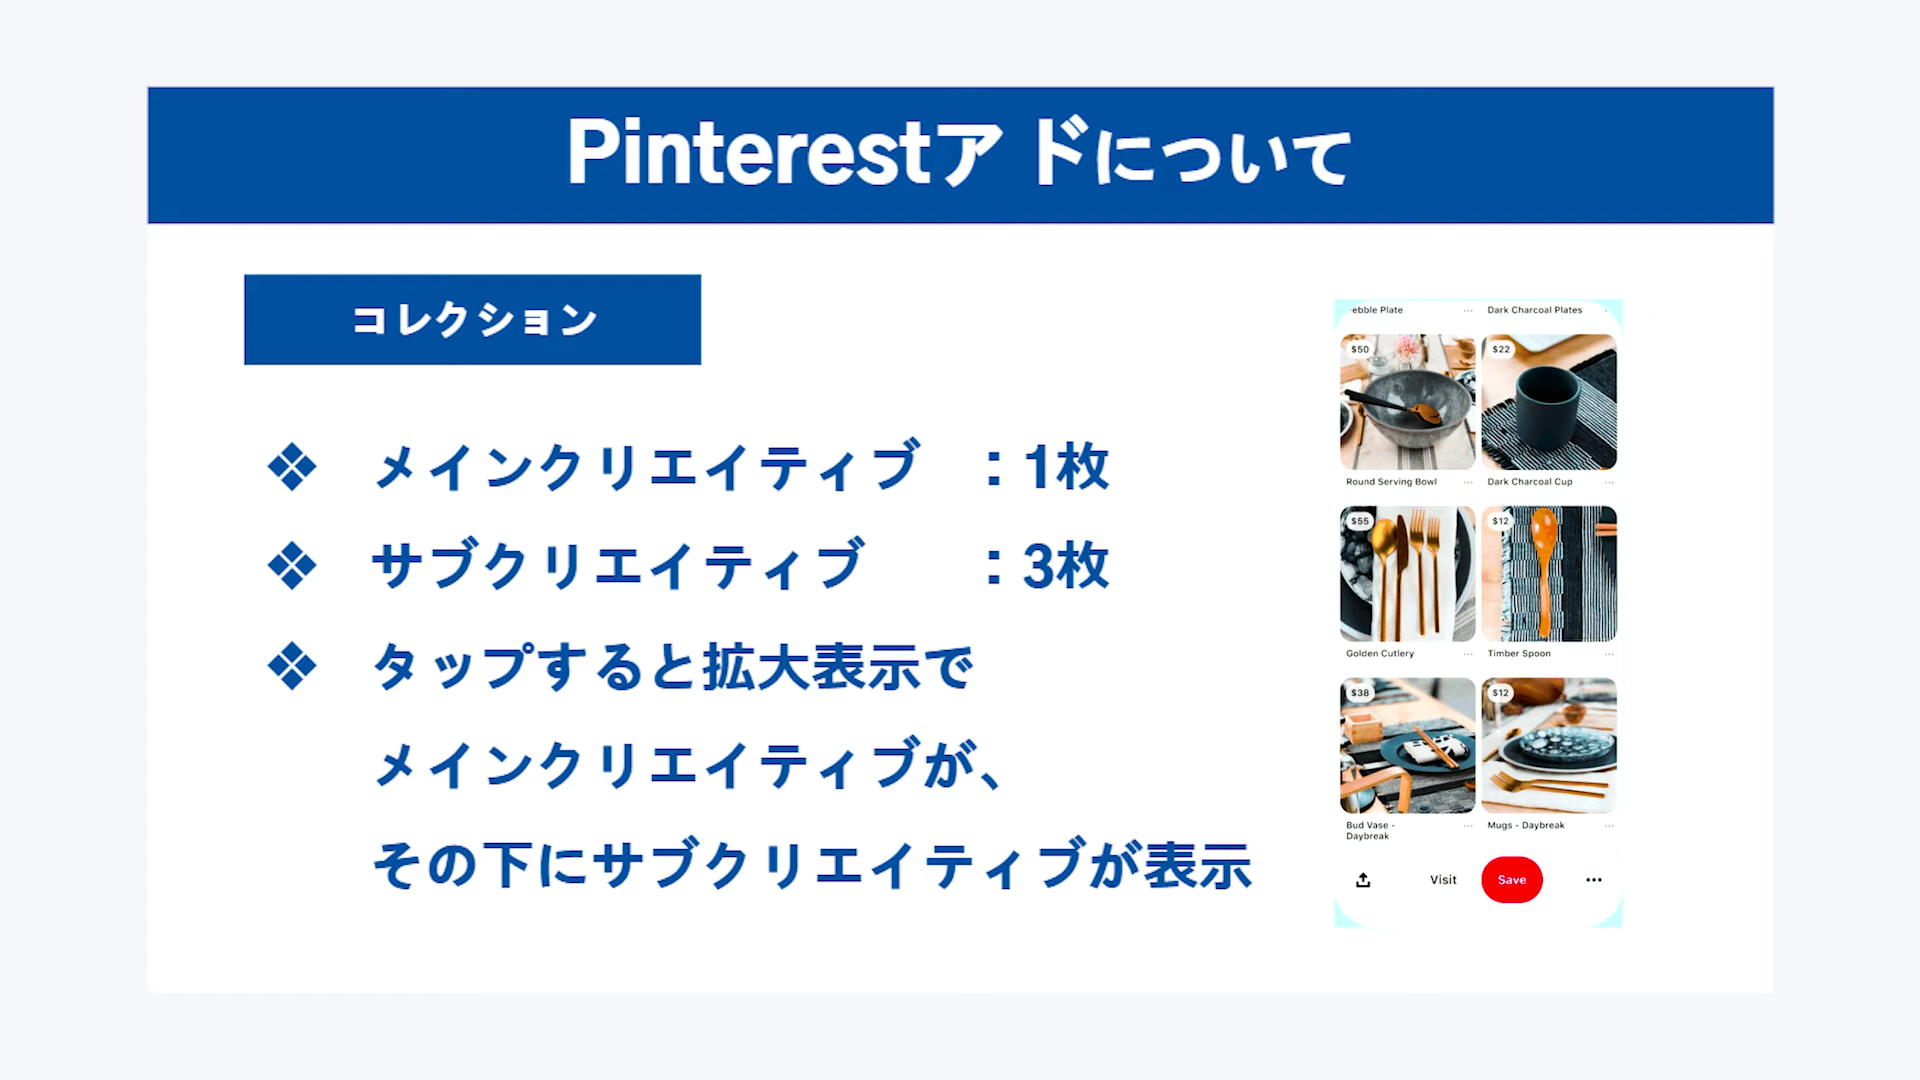 Pinterestアドについて
コレクション
❖ メインクリエイティブ ：1枚
❖ サブクリエイティブ ：3枚
❖ タップすると拡大表示で
メインクリエイティブが、
その下にサブクリエイティブが表示
ebble Plate ... Dark Charcoal Plates
$50 $22
Round Serving Bowl ... Dark Charcoal Cup ...
$55 $12
Golden Cutlery ... Timber Spoon ...
$38 $12
Bud Vase - ... Mugs - Daybreak ...
Daybreak
Visit Save ...